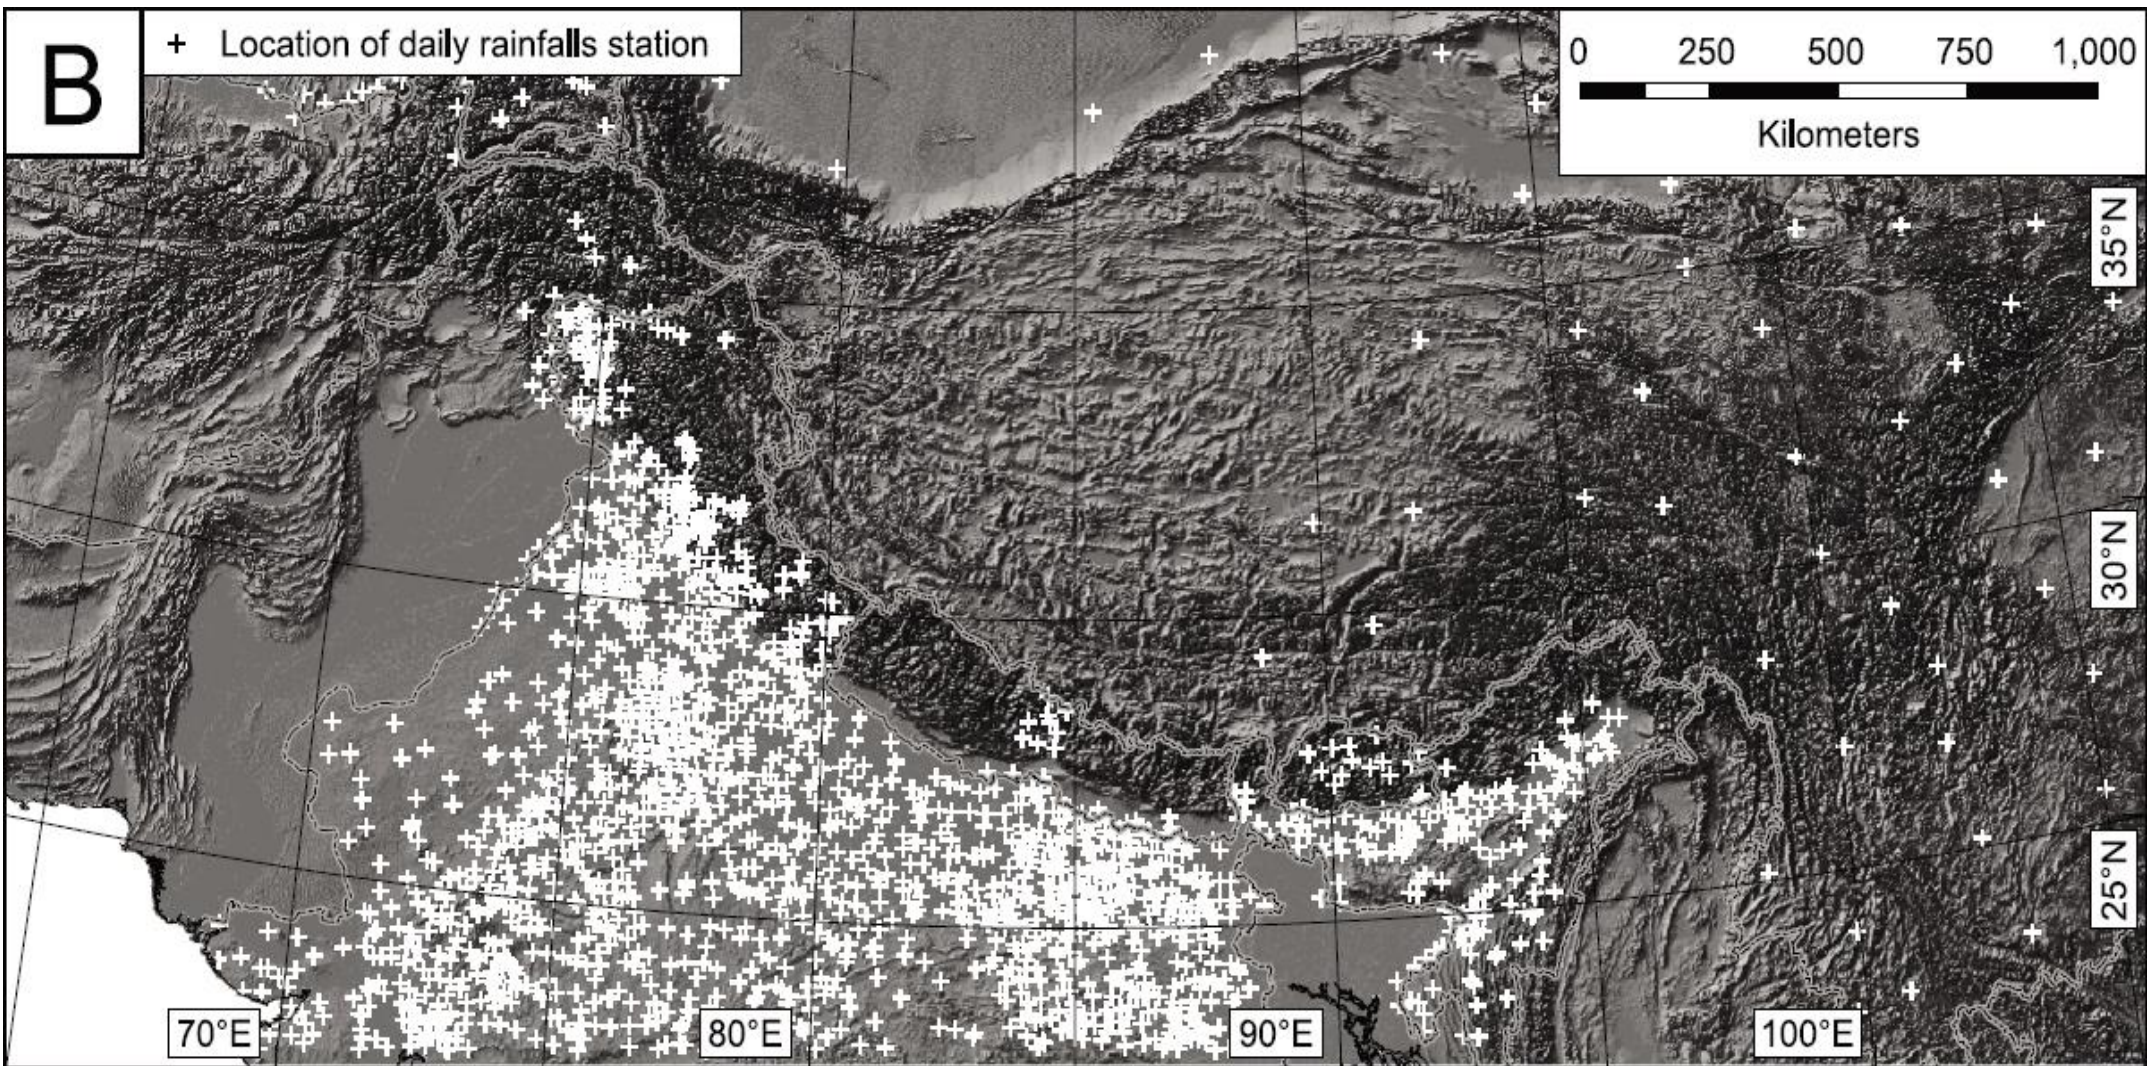 B
+ Location of daily rainfalls station
0 250 500 750 1,000
Kilometers
35°N
30°N
25°N
70°E 80°E 90°E 100°E